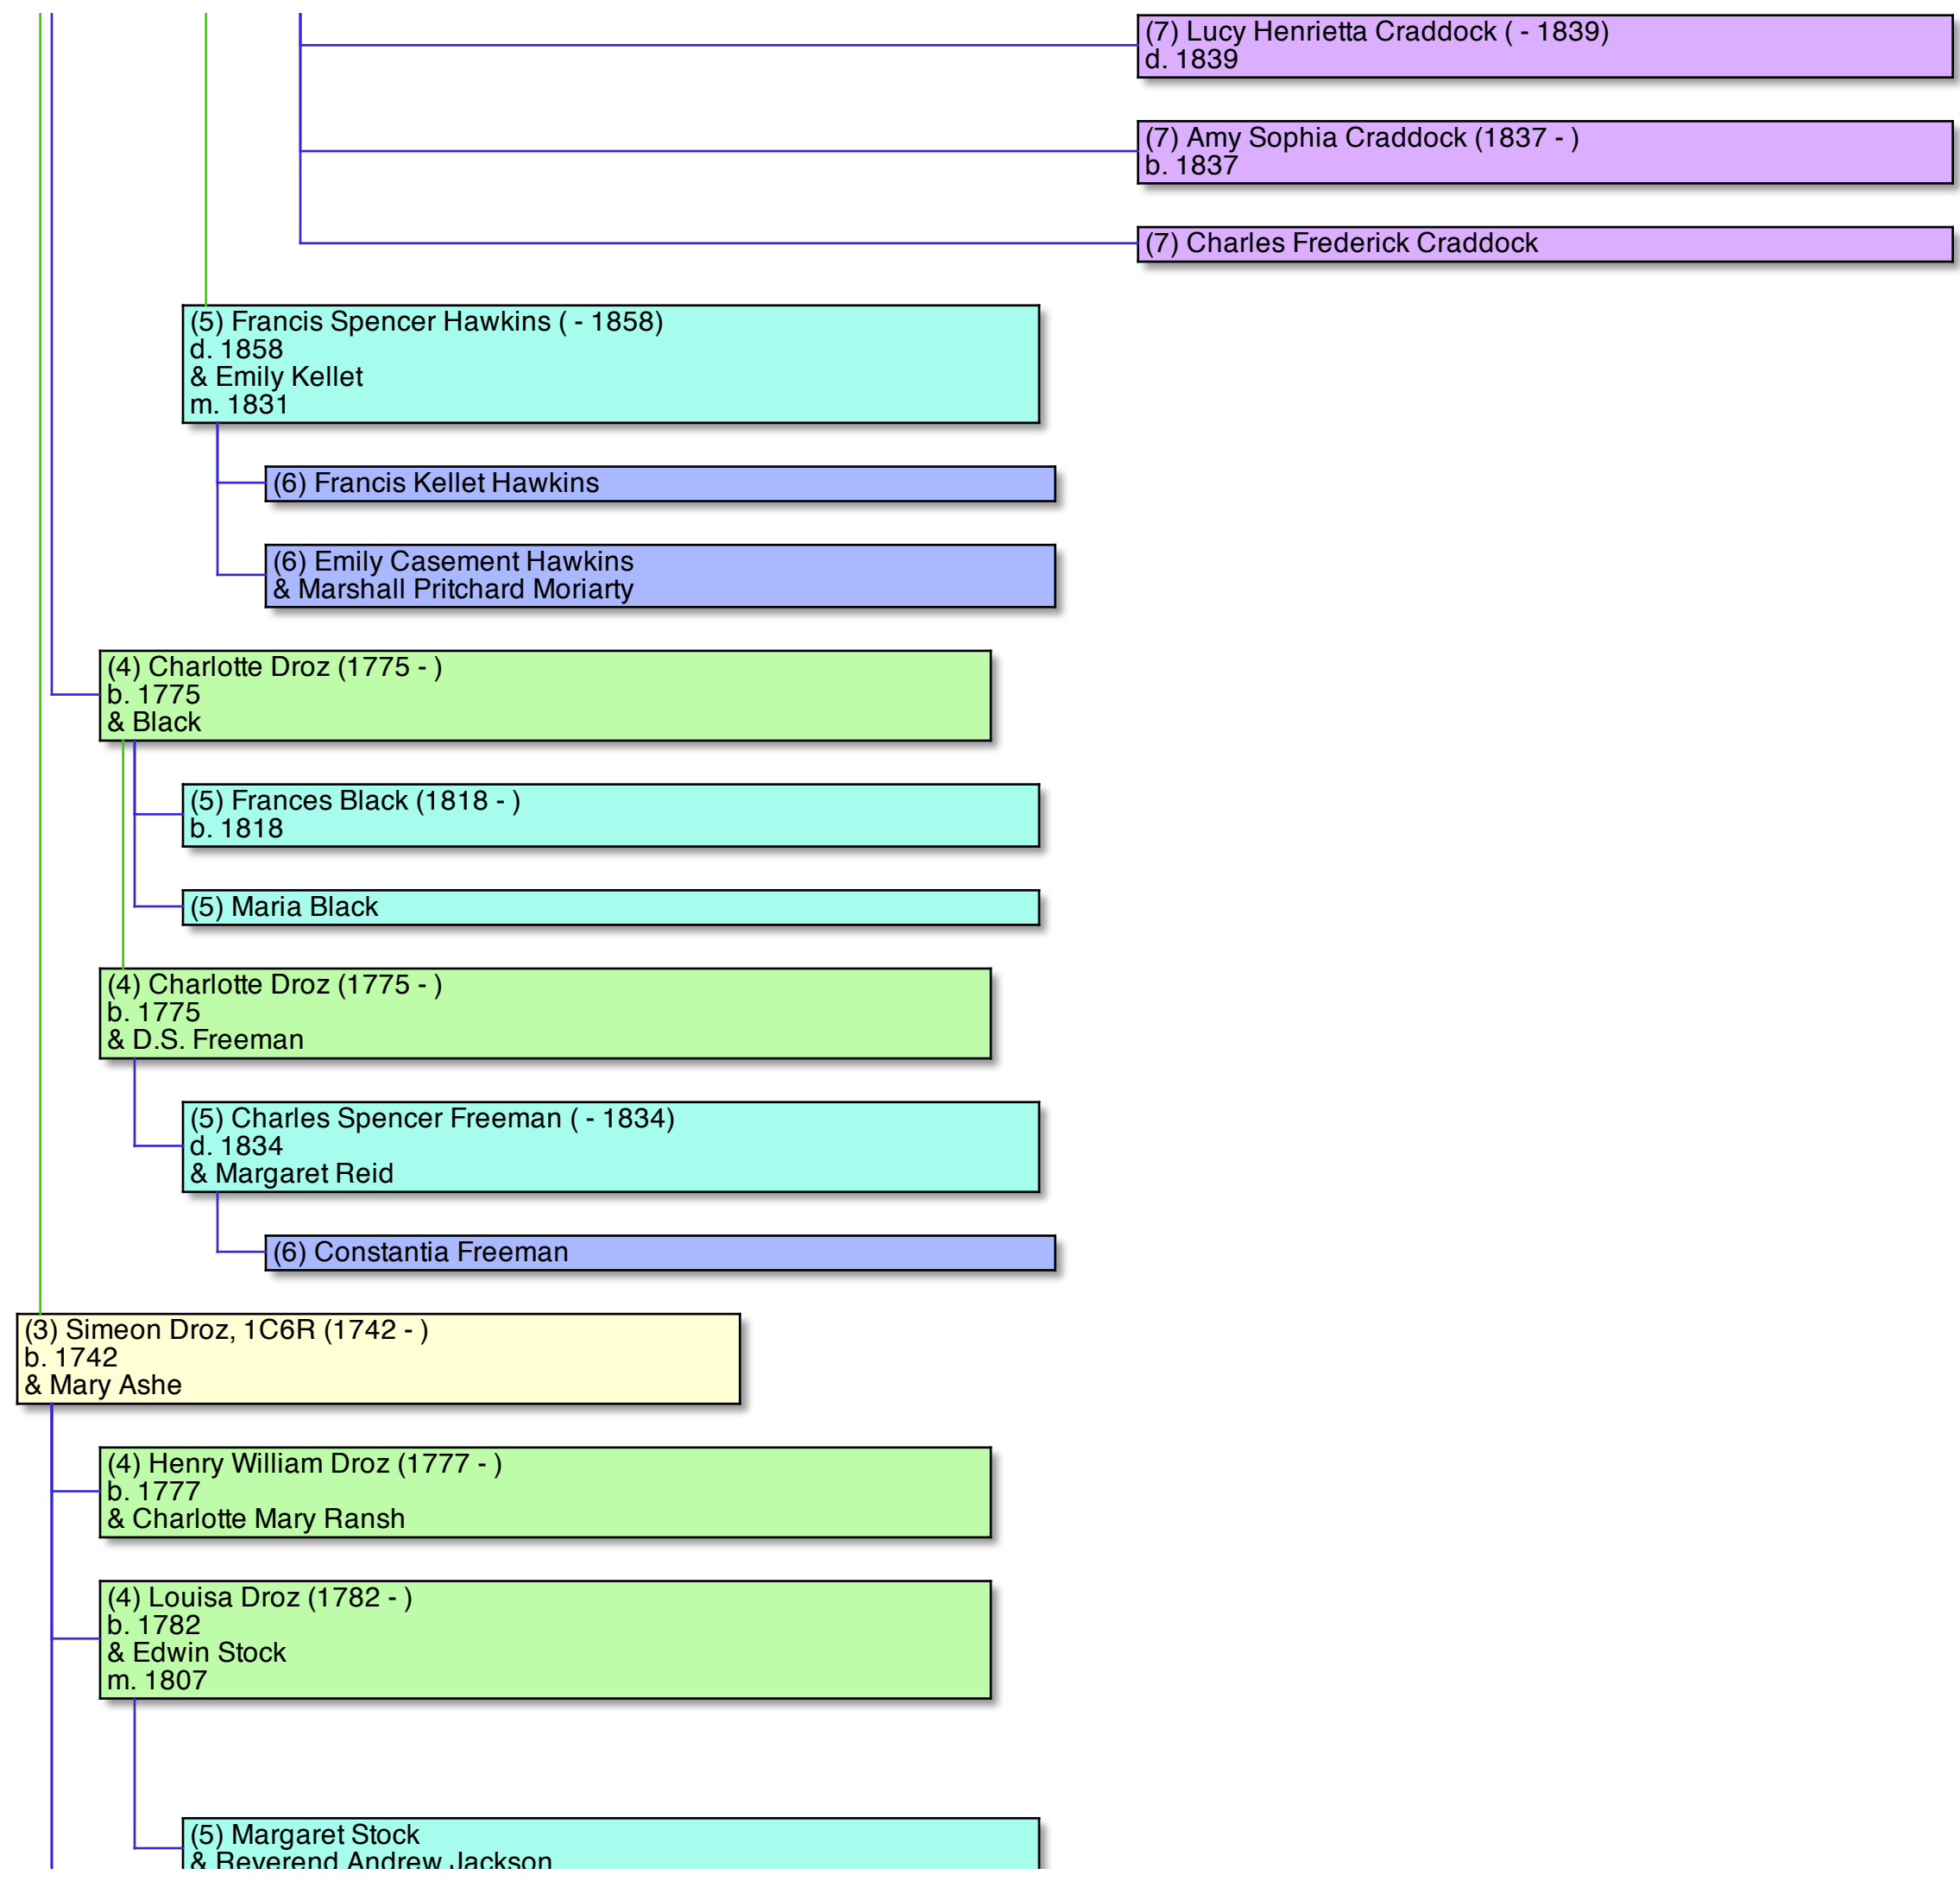 (7) Lucy Henrietta Craddock ( - 1839)
d. 1839
(7) Amy Sophia Craddock (1837 - )
b. 1837
(7) Charles Frederick Craddock
(5) Francis Spencer Hawkins ( - 1858)
d. 1858
& Emily Kellet
m. 1831
(6) Francis Kellet Hawkins
(6) Emily Casement Hawkins
& Marshall Pritchard Moriarty
(4) Charlotte Droz (1775 - )
b. 1775
& Black
(5) Frances Black (1818 - )
b. 1818
(5) Maria Black
(4) Charlotte Droz (1775 - )
b. 1775
& D.S. Freeman
(5) Charles Spencer Freeman ( - 1834)
d. 1834
& Margaret Reid
(6) Constantia Freeman
(3) Simeon Droz, 1C6R (1742 - )
b. 1742
& Mary Ashe
(4) Henry William Droz (1777 - )
b. 1777
& Charlotte Mary Ransh
(4) Louisa Droz (1782 - )
b. 1782
& Edwin Stock
m. 1807
(5) Margaret Stock
& Reverend Andrew Jackson